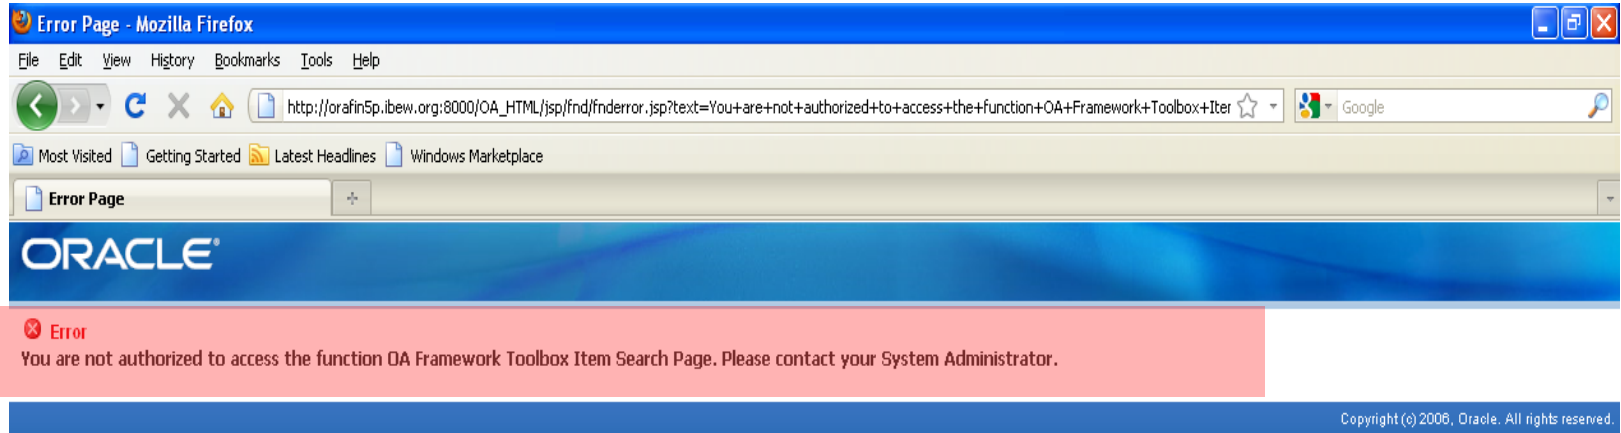 Error Page - Mozilla Firefox
File Edit View History Bookmarks Tools Help
http://orafin5p.ibew.org:8000/OA_HTML/jsp/fnd/fnderror.jsp?text=You+are+not+authorized+to+access+the+function+OA+Framework+Toolbox+Iter Google
Most Visited Getting Started Latest Headlines Windows Marketplace
Error Page
ORACLE®
Error
You are not authorized to access the function OA Framework Toolbox Item Search Page. Please contact your System Administrator.
Copyright (c) 2006, Oracle. All rights reserved.